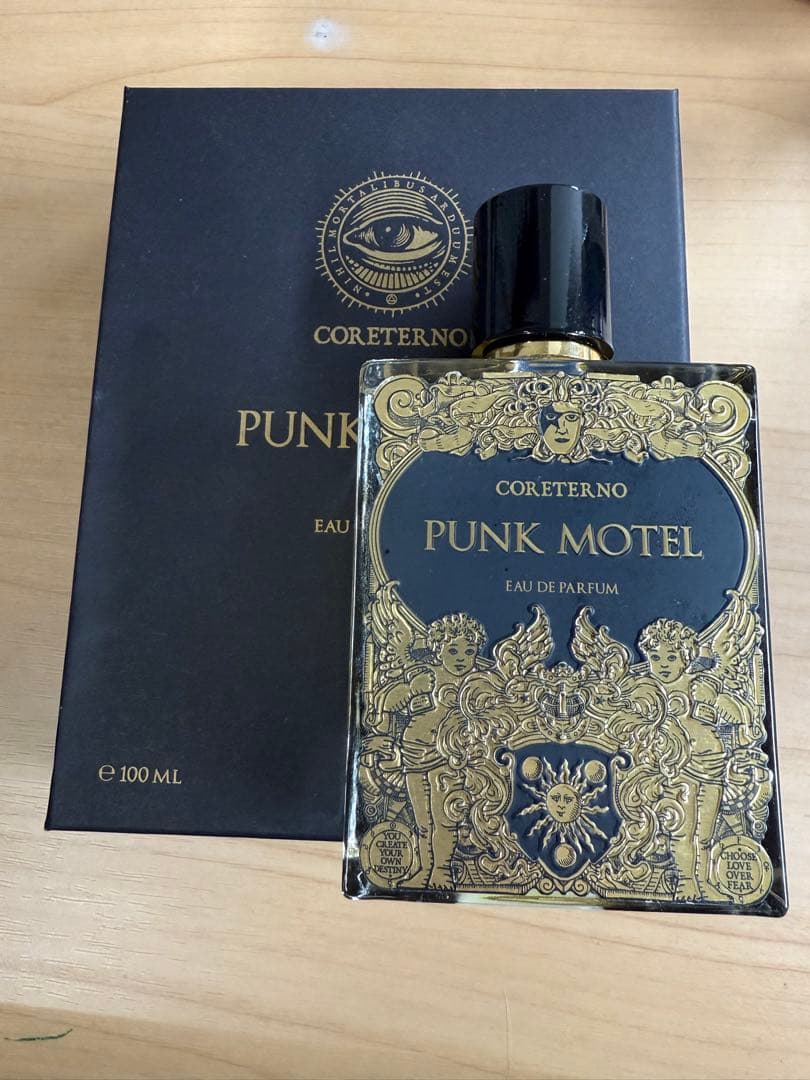 NIHIL MORTALIBUS ARDUUM EST
CORETERNO
PUNK
EAU
℮ 100 ML
CORETERNO
PUNK MOTEL
EAU DE PARFUM
YOU
CREATE
YOUR
OWN
DESTINY
CHOOSE
LOVE
OVER
FEAR